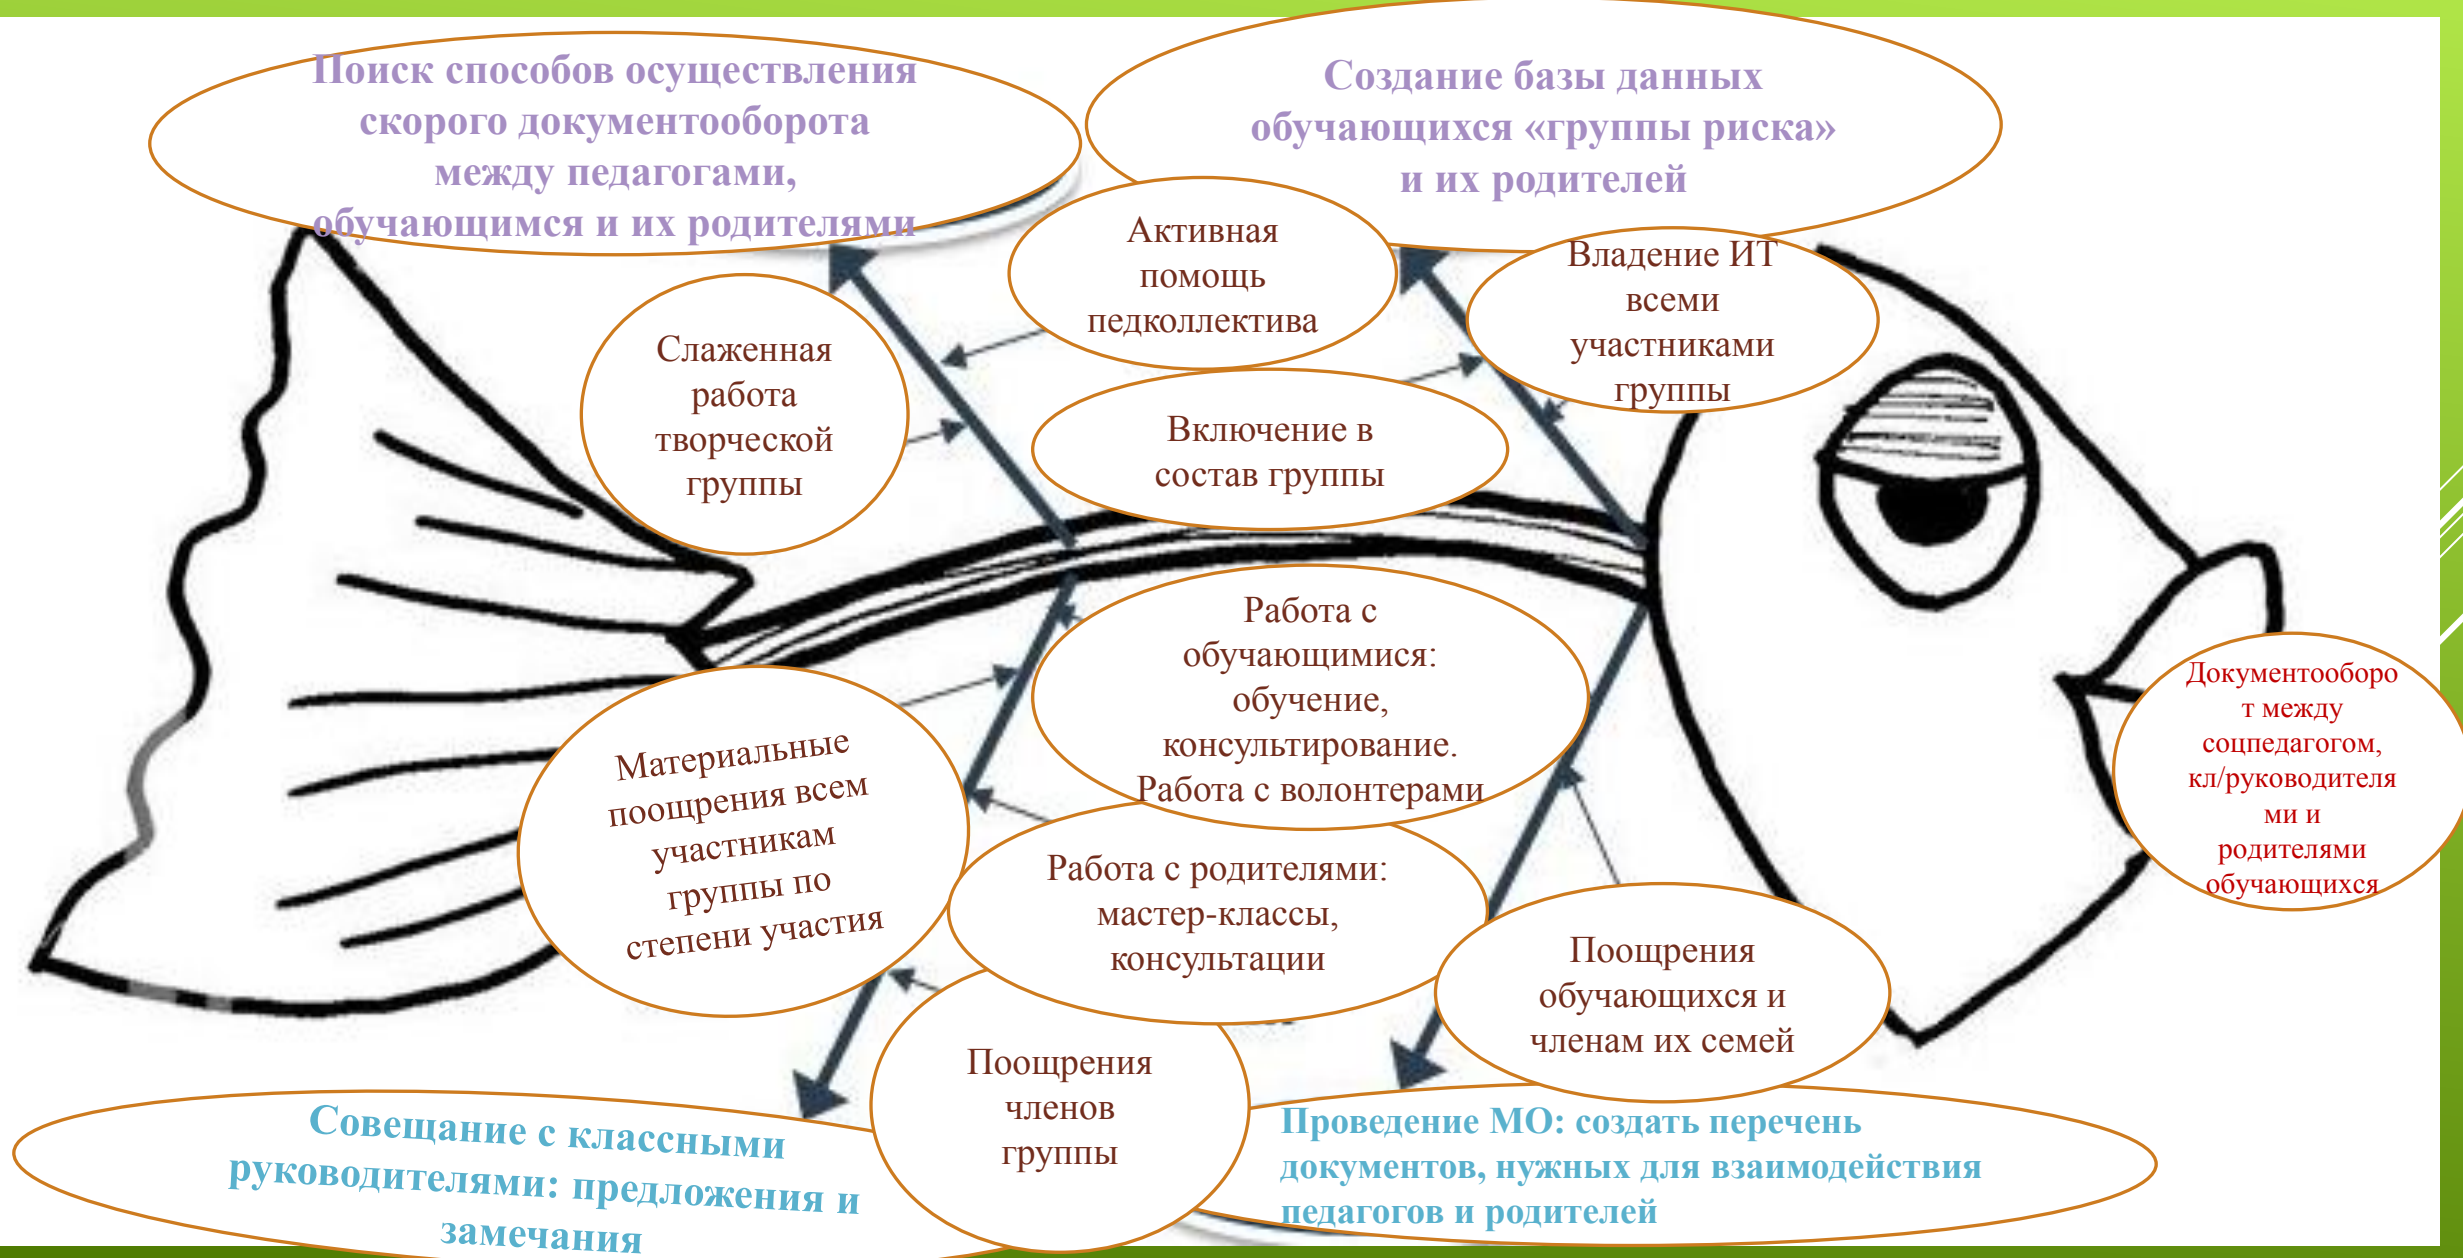 Поиск способов осуществления
скорого документооборота
между педагогами,
обучающимся и их родителями
Создание базы данных
обучающихся «группы риска»
и их родителей
Активная
помощь
педколлектива
Владение ИТ
всеми
участниками
группы
Слаженная
работа
творческой
группы
Включение в
состав группы
Работа с
обучающимися:
обучение,
консультирование.
Работа с волонтерами
Документооборо
т между
соцпедагогом,
кл/руководителя
ми и
родителями
обучающихся
Материальные
поощрения всем
участникам
группы по
степени участия
Работа с родителями:
мастер-классы,
консультации
Поощрения
обучающихся и
членам их семей
Поощрения
членов
группы
Совещание с классными
руководителями: предложения и
замечания
Проведение МО: создать перечень
документов, нужных для взаимодействия
педагогов и родителей